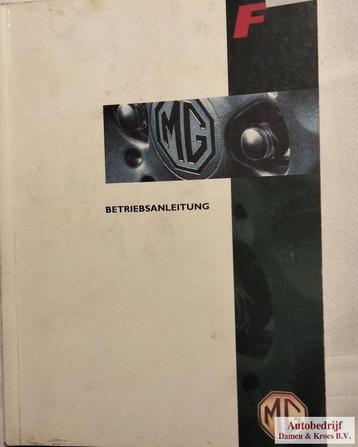 F
MG
BETRIEBSANLEITUNG
MG
Autobedrijf
Damen & Kroes B.V.